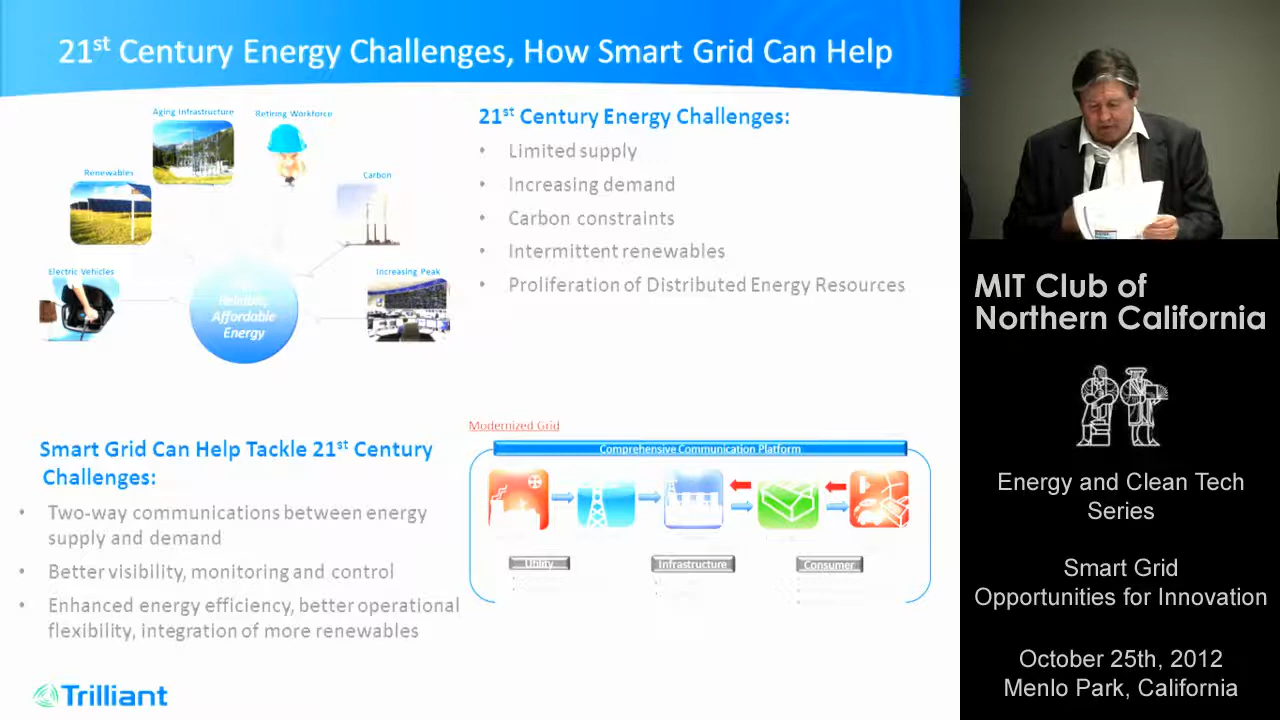 21st Century Energy Challenges, How Smart Grid Can Help
Aging Infrastructure
Retiring Workforce
Renewables
Carbon
Electric Vehicles
Increasing Peak
Reliable,
Affordable
Energy
21st Century Energy Challenges:
• Limited supply
• Increasing demand
• Carbon constraints
• Intermittent renewables
• Proliferation of Distributed Energy Resources
Smart Grid Can Help Tackle 21st Century
Challenges:
• Two-way communications between energy
supply and demand
• Better visibility, monitoring and control
• Enhanced energy efficiency, better operational
flexibility, integration of more renewables
Modernized Grid
Comprehensive Communication Platform
Utility
Infrastructure
Consumer
Trilliant
MIT Club of
Northern California
Energy and Clean Tech
Series
Smart Grid
Opportunities for Innovation
October 25th, 2012
Menlo Park, California